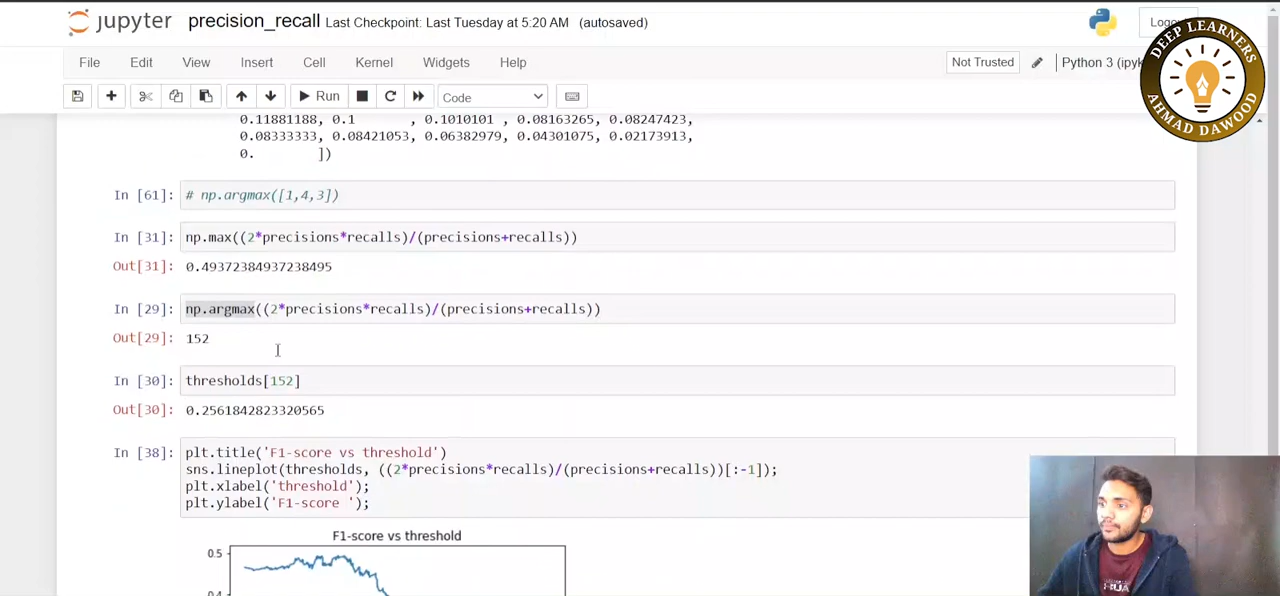 jupyter precision_recall Last Checkpoint: Last Tuesday at 5:20 AM (autosaved)
DEEP LEARNERS
AHMAD DAWOOD
File Edit View Insert Cell Kernel Widgets Help Not Trusted Python 3 (ipyk
Run Code
0.11881188, 0.1 , 0.1010101 , 0.08163265, 0.08247423,
0.08333333, 0.08421053, 0.06382979, 0.04301075, 0.02173913,
0. ])
In [61]: # np.argmax([1,4,3])
In [31]: np.max((2*precisions*recalls)/(precisions+recalls))
Out[31]: 0.49372384937238495
In [29]: np.argmax((2*precisions*recalls)/(precisions+recalls))
Out[29]: 152
In [30]: thresholds[152]
Out[30]: 0.2561842823320565
In [38]: plt.title('F1-score vs threshold')
sns.lineplot(thresholds, ((2*precisions*recalls)/(precisions+recalls))[:-1]);
plt.xlabel('threshold');
plt.ylabel('F1-score ');
F1-score vs threshold
0.5